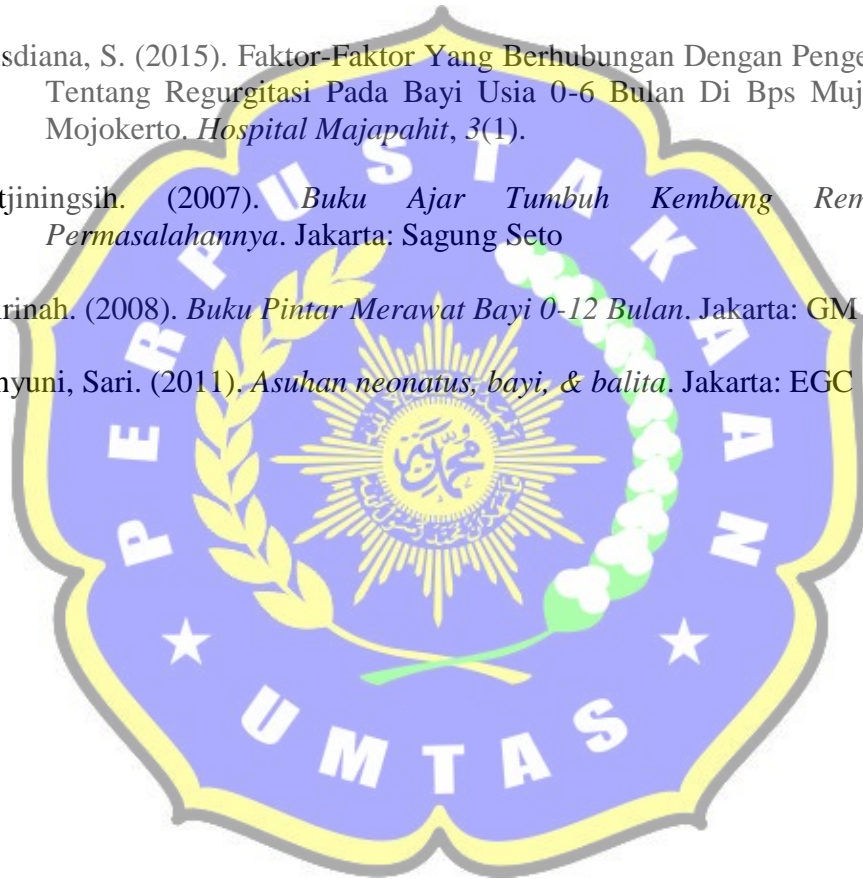 sdiana, S. (2015). Faktor-Faktor Yang Berhubungan Dengan Penge
Tentang Regurgitasi Pada Bayi Usia 0-6 Bulan Di Bps Muj
Mojokerto. Hospital Majapahit, 3(1).
tjiningsih. (2007). Buku Ajar Tumbuh Kembang Rem
Permasalahannya. Jakarta: Sagung Seto
rinah. (2008). Buku Pintar Merawat Bayi 0-12 Bulan. Jakarta: GM
hyuni, Sari. (2011). Asuhan neonatus, bayi, & balita. Jakarta: EGC
PERPUSTAKAAN
UMTAS
محمدية